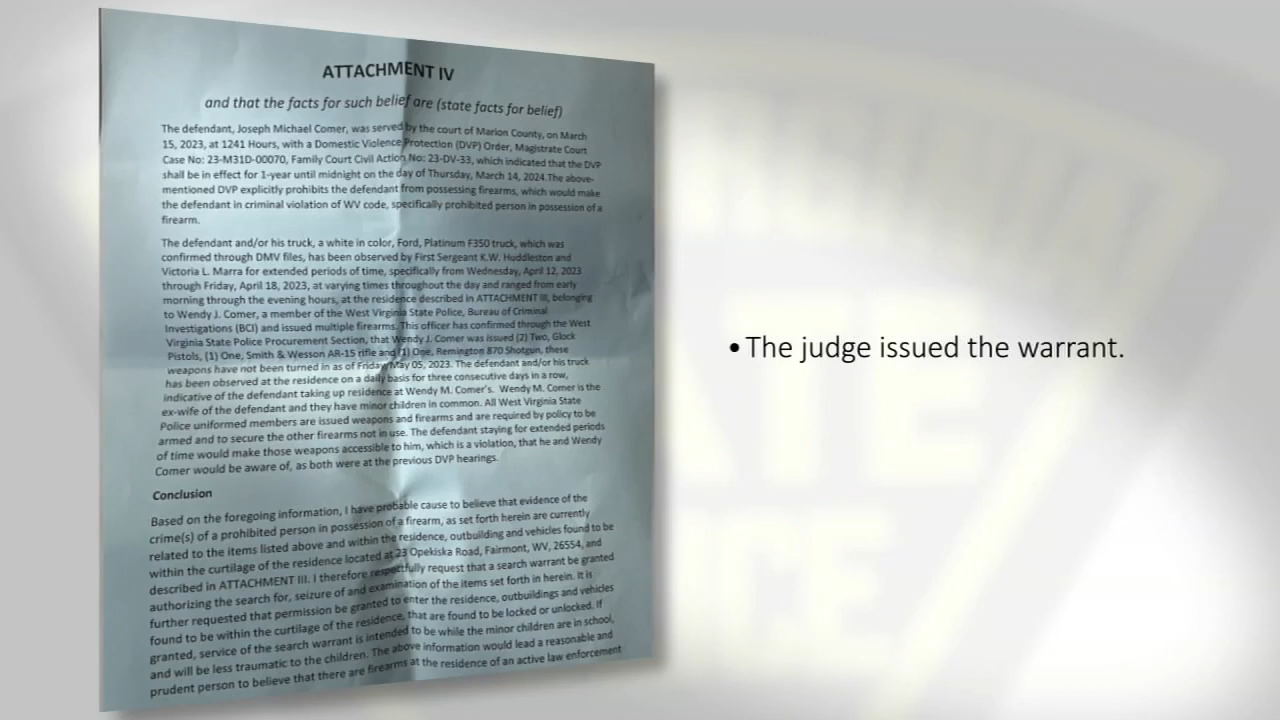 ATTACHMENT IV
and that the facts for such belief are (state facts for belief)
The defendant, Joseph Michael Comer, was served by the court of Marion County, on March
15, 2023, at 1241 Hours, with a Domestic Violence Protection (DVP) Order, Magistrate Court
Case No: 23-M31D-00070, Family Court Civil Action No: 23-DV-33, which indicated that the DVP
shall be in effect for 1-year until midnight on the day of Thursday, March 14, 2024.The above-
mentioned DVP explicitly prohibits the defendant from possessing firearms, which would make
the defendant in criminal violation of WV code, specifically prohibited person in possession of a
firearm.
The defendant and/or his truck, a white in color, Ford, Platinum F350 truck, which was
confirmed through DMV files, has been observed by First Sergeant K.W. Huddleston and
Victoria L. Marra for extended periods of time, specifically from Wednesday, April 12, 2023
through Friday, April 18, 2023, at varying times throughout the day and ranged from early
morning through the evening hours, at the residence described in ATTACHMENT III, belonging
to Wendy J. Comer, a member of the West Virginia State Police, Bureau of Criminal
Investigations (BCI) and issued multiple firearms. This officer has confirmed through the West
Virginia State Police Procurement Section, that Wendy J. Comer was issued (2) Two, Glock
Pistols, (1) One, Smith & Wesson AR-15 rifle and (1) One, Remington 870 Shotgun, these
weapons have not been turned in as of Friday May 05, 2023. The defendant and/or his truck
has been observed at the residence on a daily basis for three consecutive days in a row,
indicative of the defendant taking up residence at Wendy M. Comer's. Wendy M. Comer is the
ex-wife of the defendant and they have minor children in common. All West Virginia State
Police uniformed members are issued weapons and firearms and are required by policy to be
armed and to secure the other firearms not in use. The defendant staying for extended periods
of time would make those weapons accessible to him, which is a violation, that he and Wendy
Comer would be aware of, as both were at the previous DVP hearings.
Conclusion
Based on the foregoing information, I have probable cause to believe that evidence of the
crime(s) of a prohibited person in possession of a firearm, as set forth herein are currently
related to the items listed above and within the residence, outbuilding and vehicles found to be
within the curtilage of the residence located at 23 Opekiska Road, Fairmont, WV, 26554, and
described in ATTACHMENT III. I therefore respectfully request that a search warrant be granted
authorizing the search for, seizure of and examination of the items set forth in herein. It is
further requested that permission be granted to enter the residence, outbuildings and vehicles
found to be within the curtilage of the residence, that are found to be locked or unlocked. If
granted, service of the search warrant is intended to be while the minor children are in school,
and will be less traumatic to the children. The above information would lead a reasonable and
prudent person to believe that there are firearms at the residence of an active law enforcement
• The judge issued the warrant.